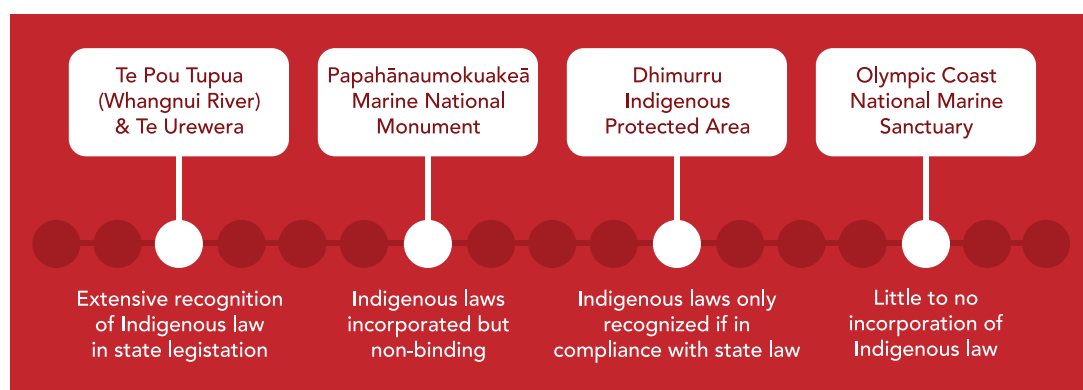 Te Pou Tupua
(Whangnui River)
& Te Urewera
Papahānaumokuakeā
Marine National
Monument
Dhimurru
Indigenous
Protected Area
Olympic Coast
National Marine
Sanctuary
Extensive recognition
of Indigenous law
in state legistation
Indigenous laws
incorporated but
non-binding
Indigenous laws only
recognized if in
compliance with state law
Little to no
incorporation of
Indigenous law